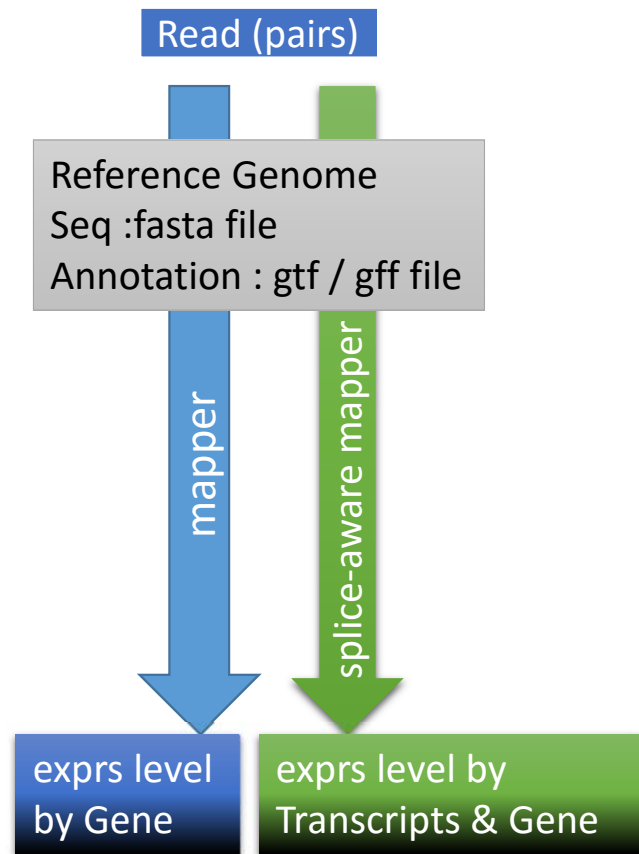 Read (pairs)
Reference Genome
Seq :fasta file
Annotation : gtf / gff file
mapper
splice-aware mapper
exprs level
by Gene
exprs level by
Transcripts & Gene